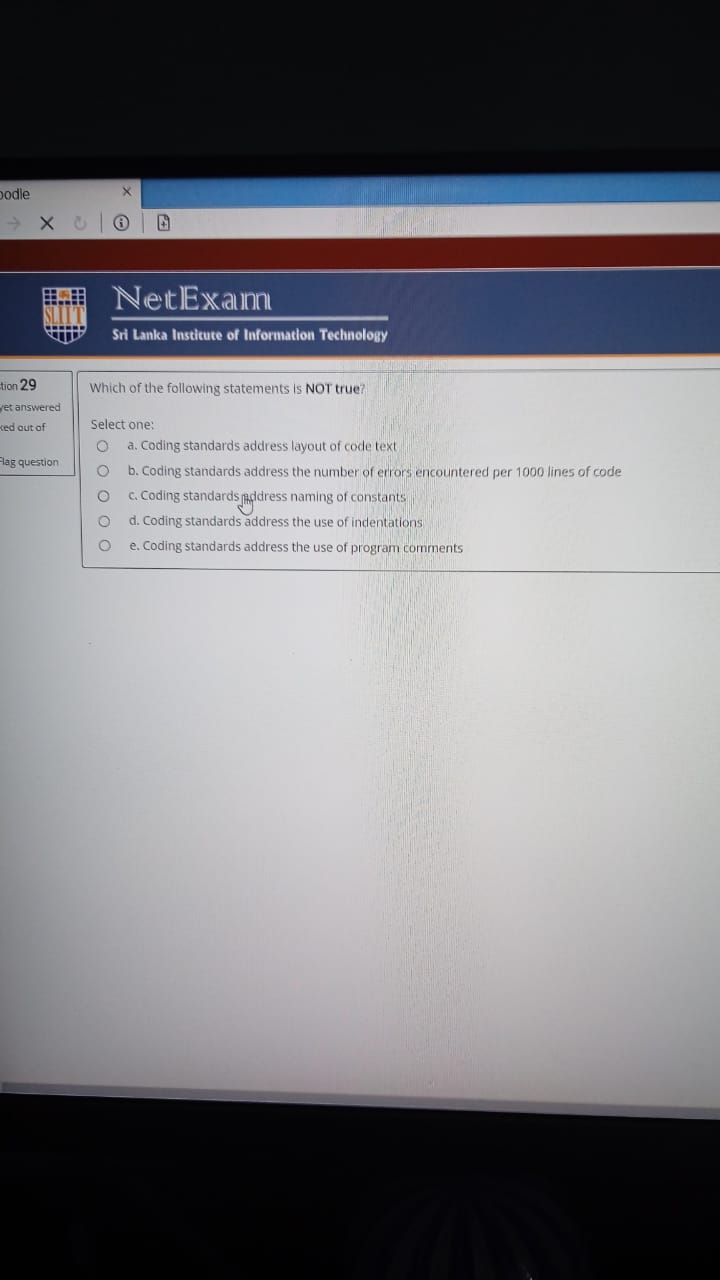 oodle
NetExam
SLIIT
Sri Lanka Institute of Information Technology
tion 29
yet answered
ked out of
Flag question
Which of the following statements is NOT true?
Select one:
a. Coding standards address layout of code text
b. Coding standards address the number of errors encountered per 1000 lines of code
c. Coding standards address naming of constants
d. Coding standards address the use of indentations
e. Coding standards address the use of program comments